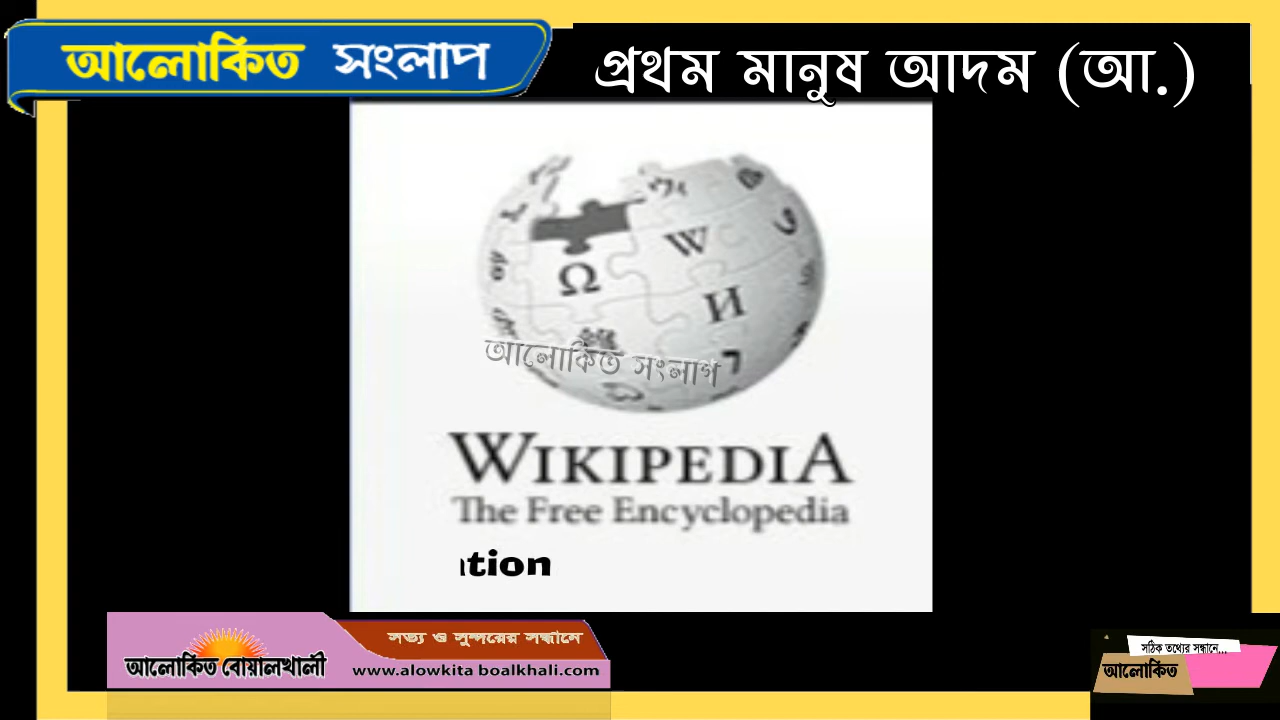 আলোকিত সংলাপ
প্রথম মানুষ আদম (আ.)
Ω W И
আলোকিত সংলাপ
WIKIPEDIA
The Free Encyclopedia
tion
সত্য ও সুন্দরের সন্ধানে
আলোকিত বোয়ালখালী
www.alowkita boalkhali.com
সঠিক তথ্যের সন্ধানে...
আলোকিত